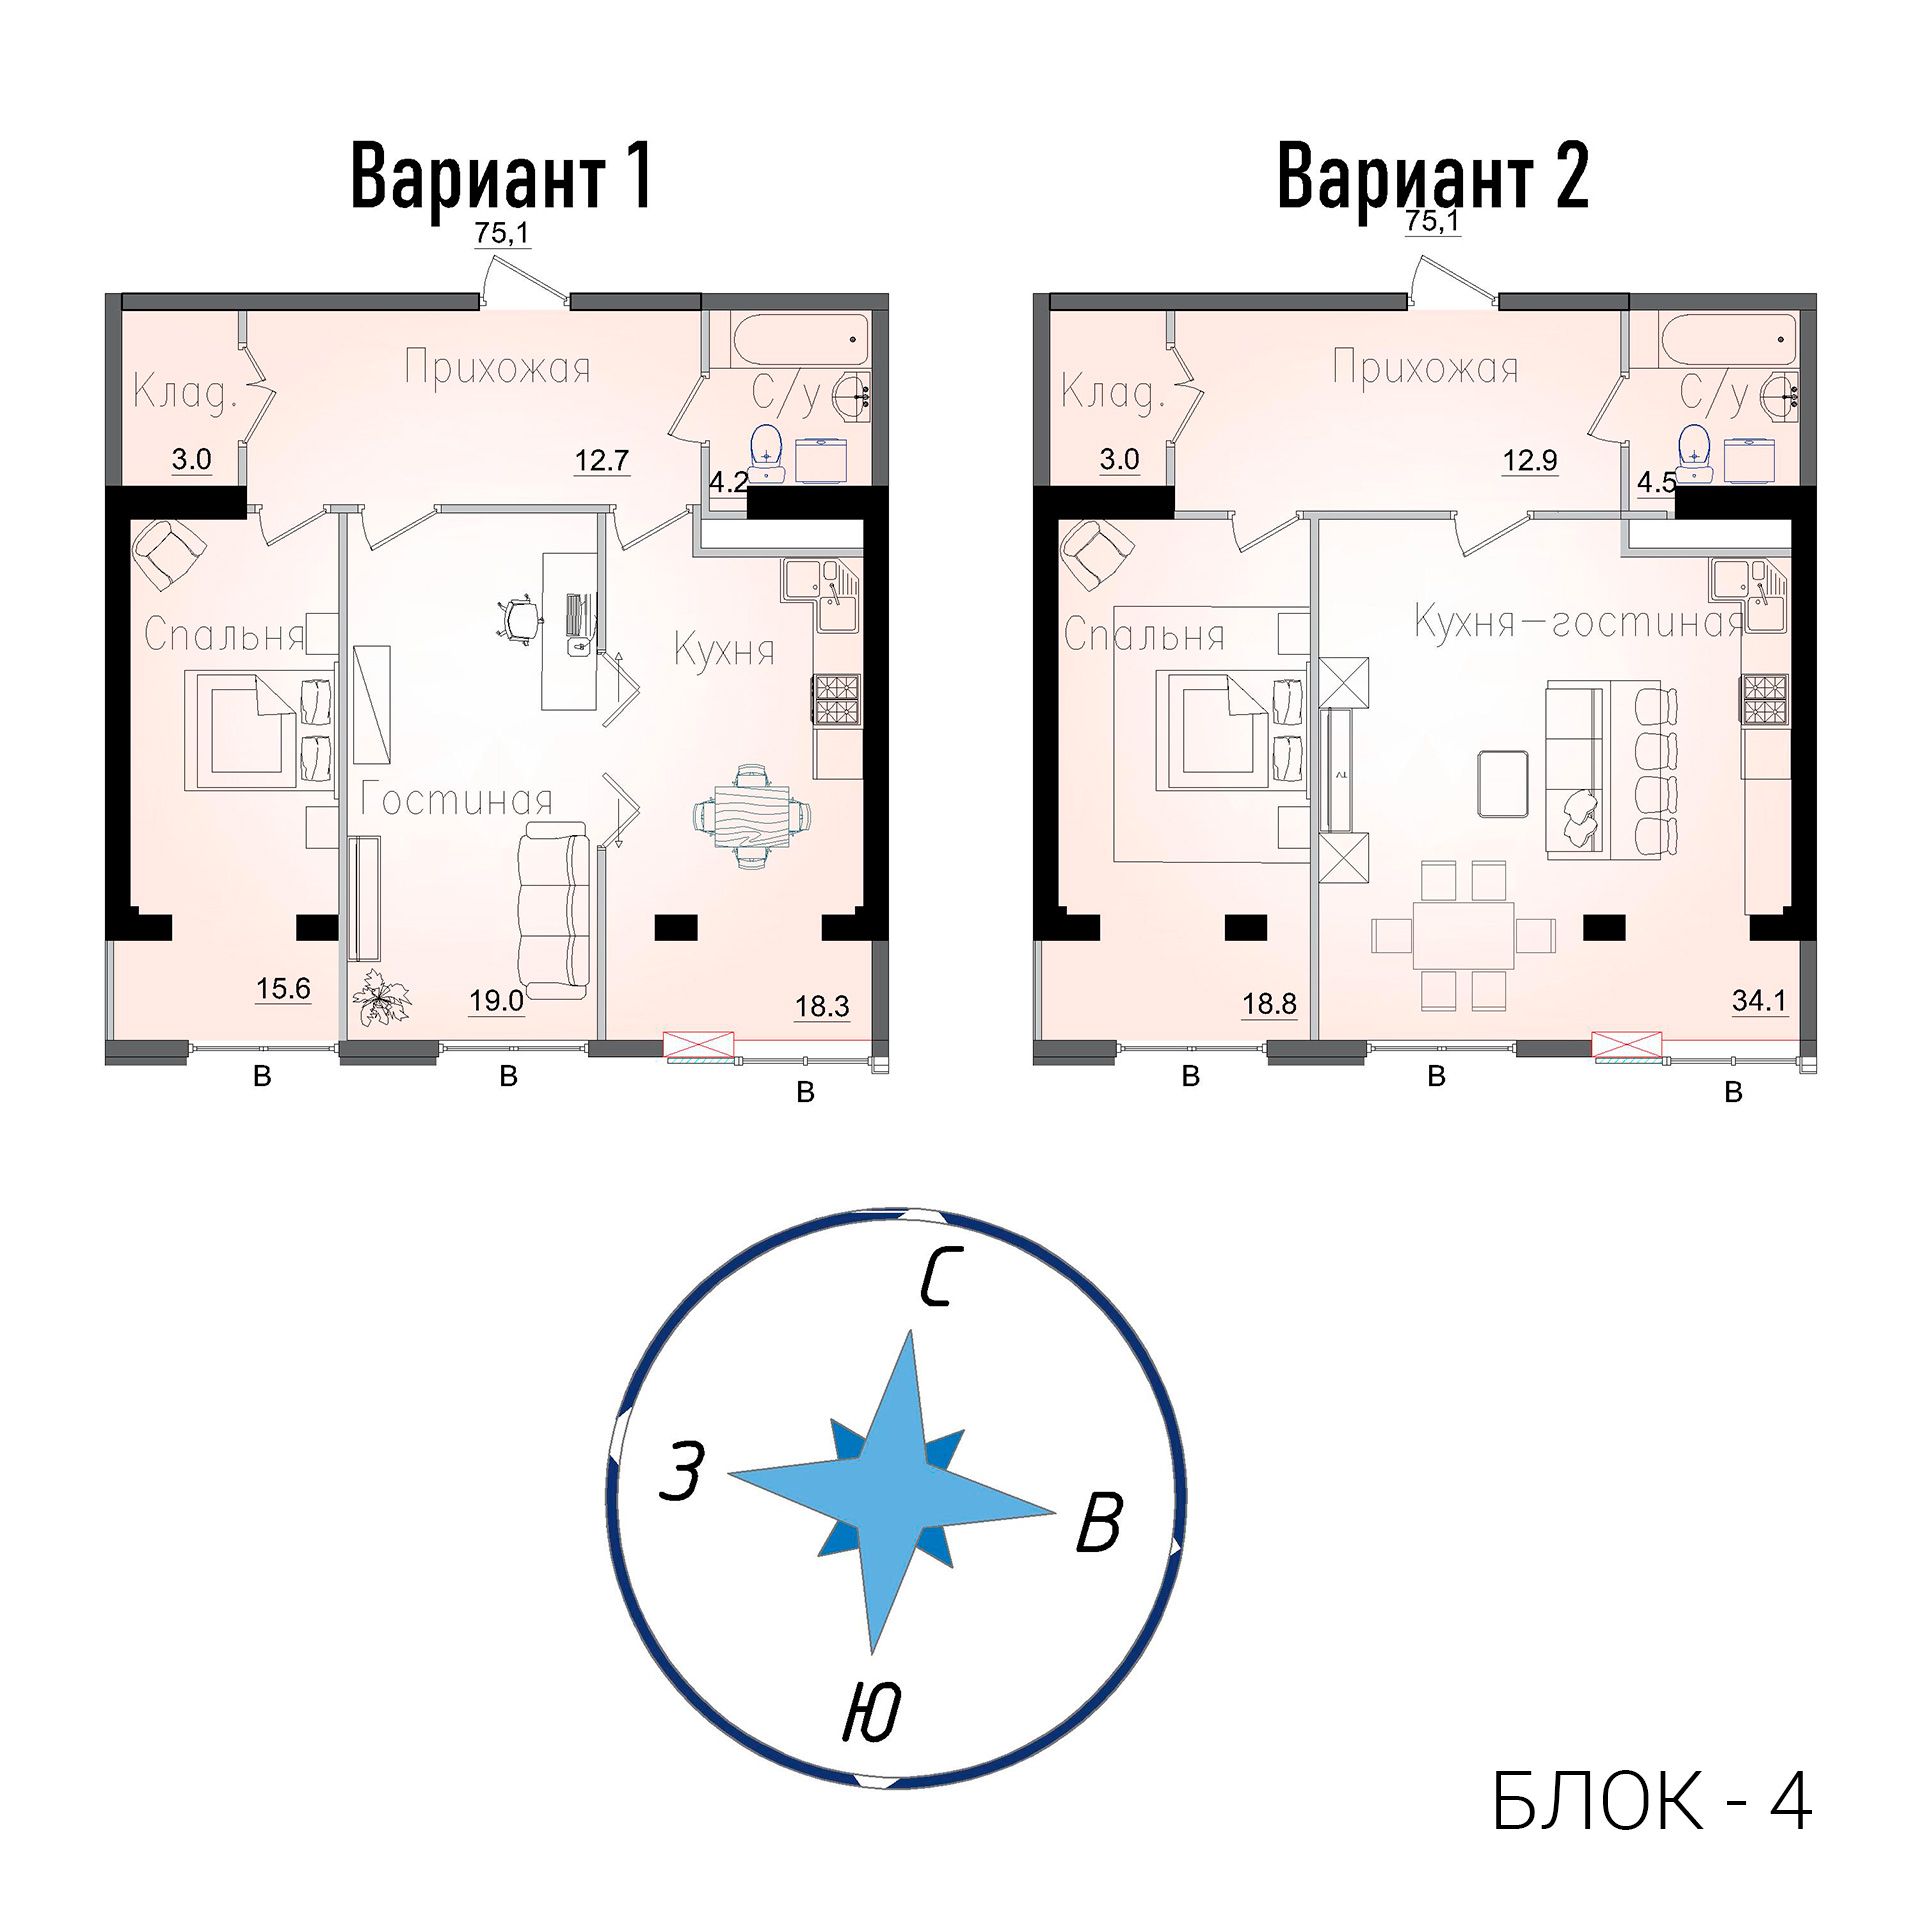 Вариант 1
75,1
Клад.
3.0
Прихожая
12.7
С/у
4.2
Спальня
15.6
Гостиная
19.0
Кухня
18.3
В
В
В
Вариант 2
75,1
Клад.
3.0
Прихожая
12.9
С/у
4.5
Спальня
18.8
Кухня-гостиная
TV
34.1
В
В
В
С
З
В
Ю
БЛОК - 4